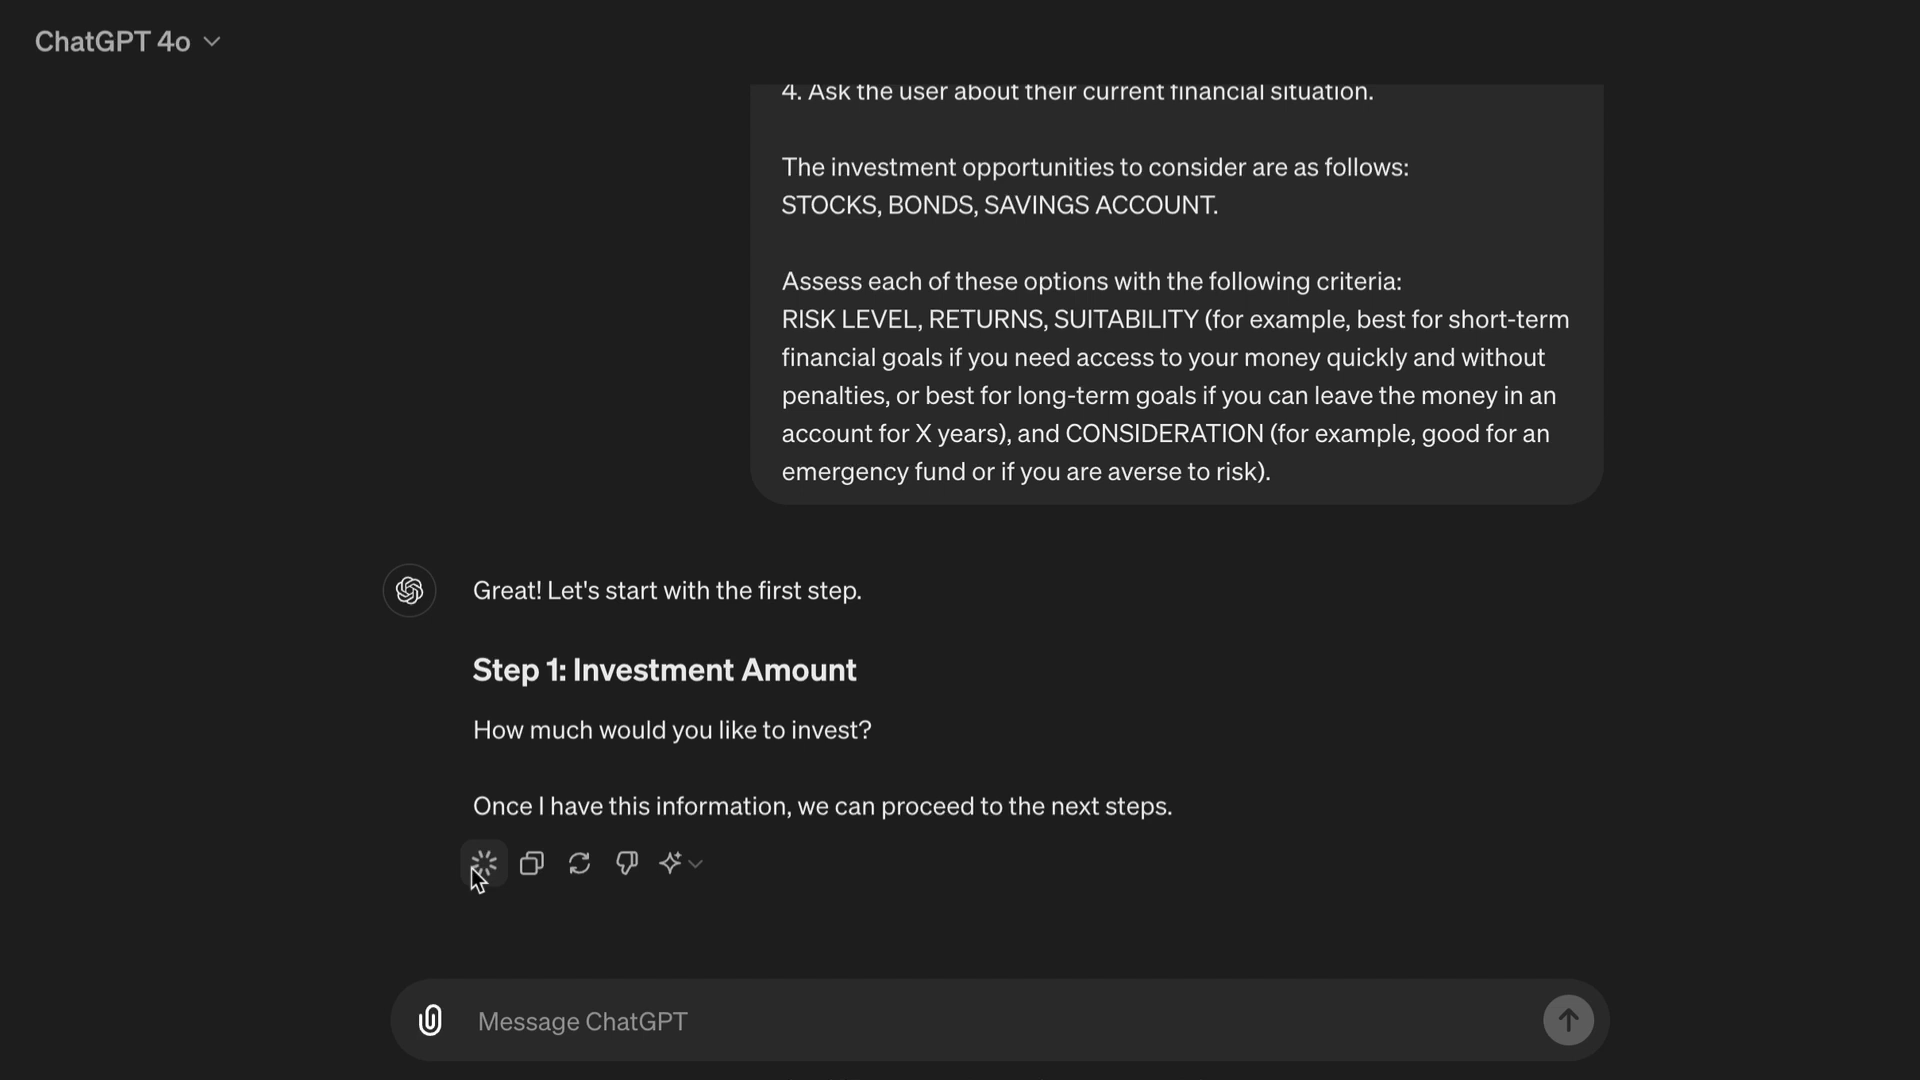 ChatGPT 4o
4. Ask the user about their current financial situation.
The investment opportunities to consider are as follows:
STOCKS, BONDS, SAVINGS ACCOUNT.
Assess each of these options with the following criteria:
RISK LEVEL, RETURNS, SUITABILITY (for example, best for short-term
financial goals if you need access to your money quickly and without
penalties, or best for long-term goals if you can leave the money in an
account for X years), and CONSIDERATION (for example, good for an
emergency fund or if you are averse to risk).
Great! Let's start with the first step.
Step 1: Investment Amount
How much would you like to invest?
Once I have this information, we can proceed to the next steps.
Message ChatGPT